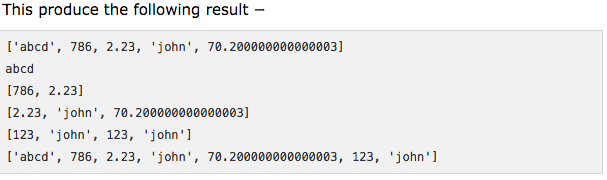 This produce the following result −
['abcd', 786, 2.23, 'john', 70.200000000000003]
abcd
[786, 2.23]
[2.23, 'john', 70.200000000000003]
[123, 'john', 123, 'john']
['abcd', 786, 2.23, 'john', 70.200000000000003, 123, 'john']